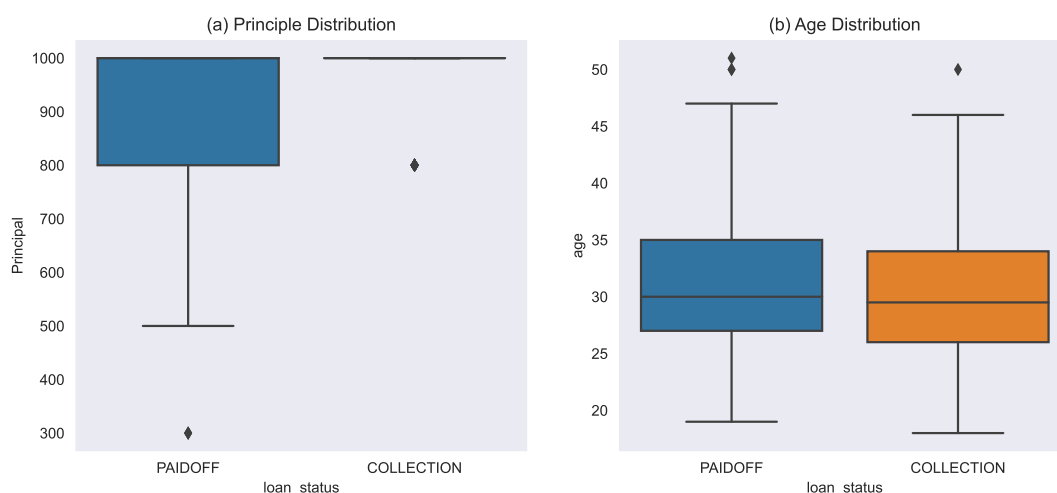 (a) Principle Distribution
Principal
1000
900
800
700
600
500
400
300
PAIDOFF
COLLECTION
loan_status
(b) Age Distribution
age
50
45
40
35
30
25
20
PAIDOFF
COLLECTION
loan_status